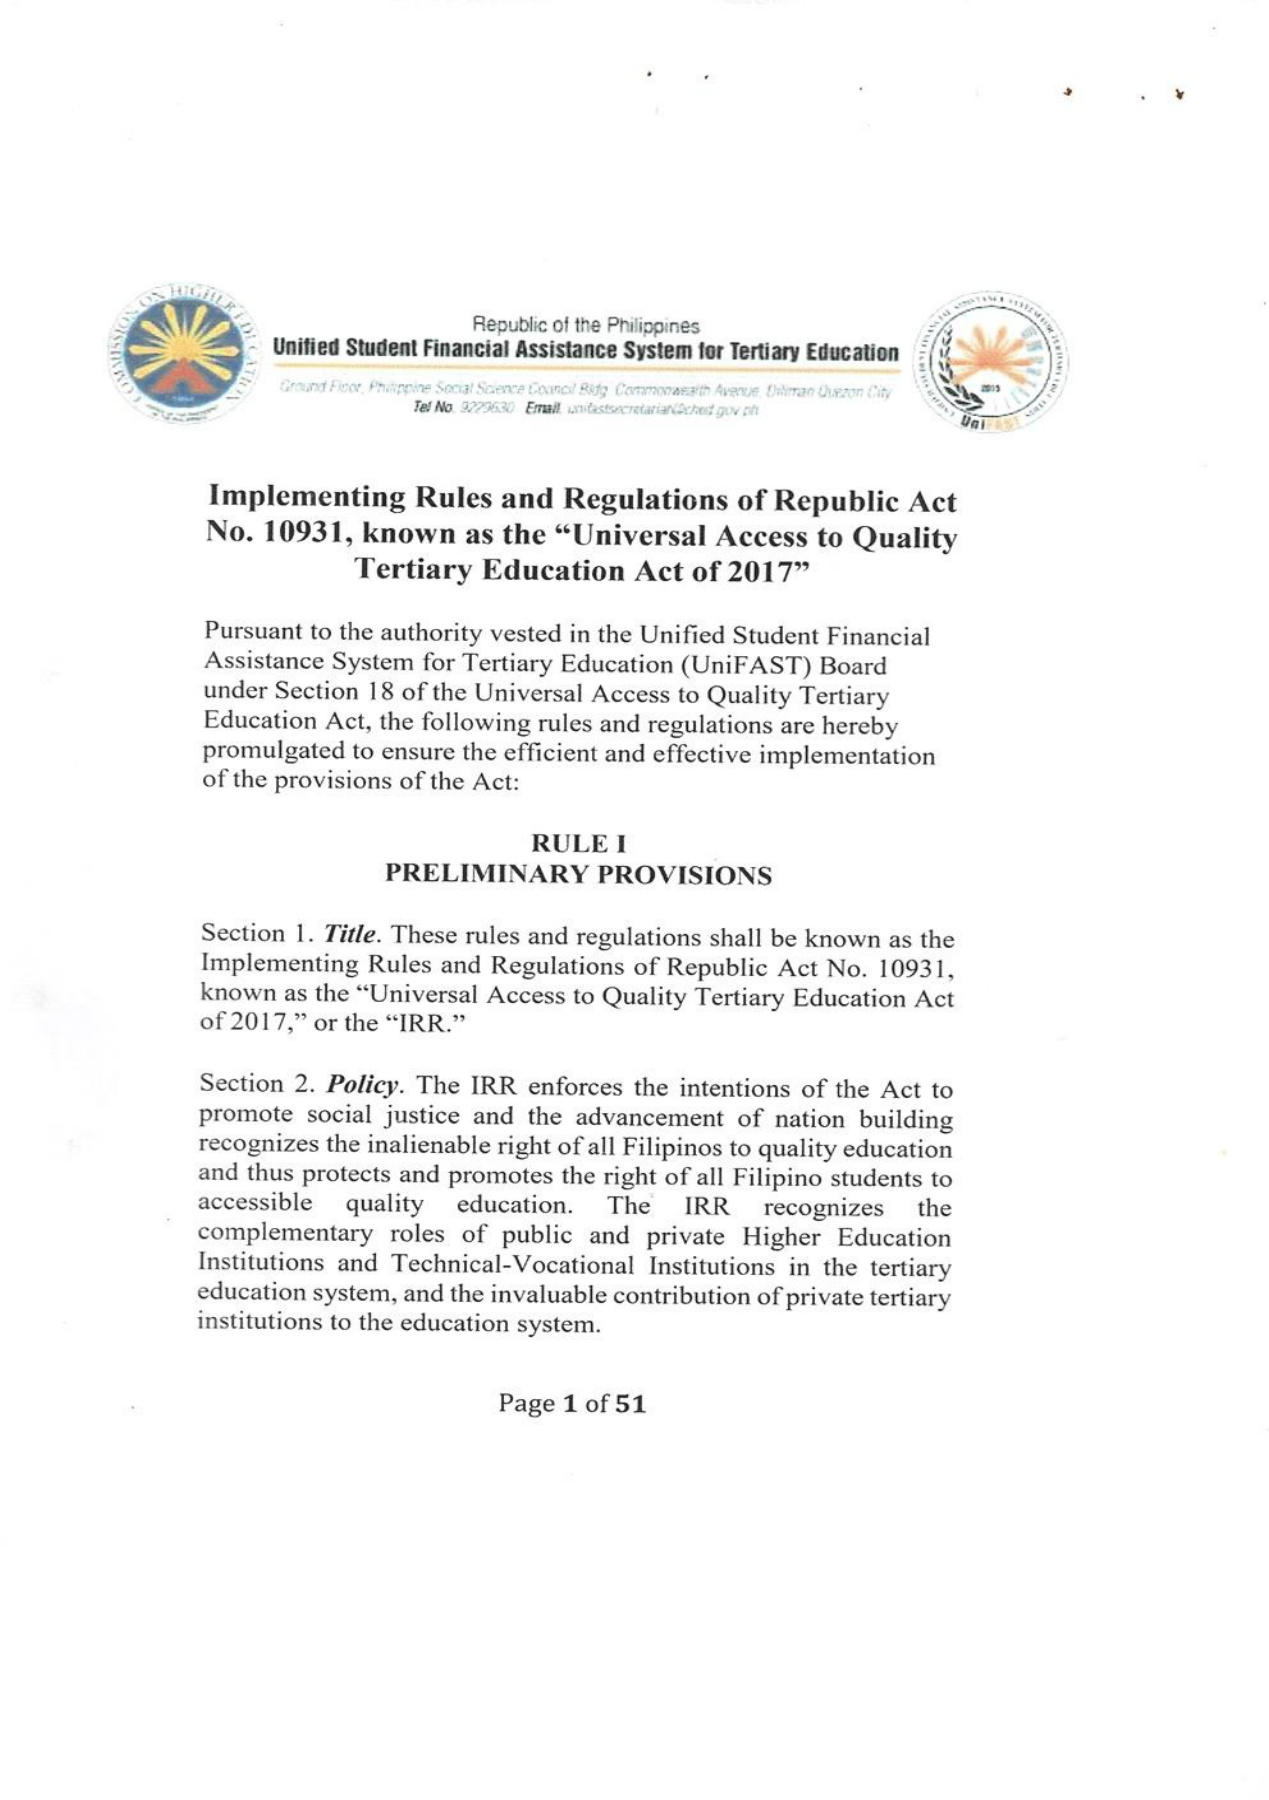 COMMISSION ON HIGHER EDUCATION
Republic of the Philippines
Unified Student Financial Assistance System for Tertiary Education
Ground Floor, Philippine Social Science Council Bldg. Commonwealth Avenue, Diliman Quezon City
Tel No. 9229630 Email. unifastsecretariat@ched.gov.ph
2015
UniFAST
Implementing Rules and Regulations of Republic Act
No. 10931, known as the “Universal Access to Quality
Tertiary Education Act of 2017”
Pursuant to the authority vested in the Unified Student Financial
Assistance System for Tertiary Education (UniFAST) Board
under Section 18 of the Universal Access to Quality Tertiary
Education Act, the following rules and regulations are hereby
promulgated to ensure the efficient and effective implementation
of the provisions of the Act:
RULE I
PRELIMINARY PROVISIONS
Section 1. Title. These rules and regulations shall be known as the
Implementing Rules and Regulations of Republic Act No. 10931,
known as the “Universal Access to Quality Tertiary Education Act
of 2017,” or the “IRR.”
Section 2. Policy. The IRR enforces the intentions of the Act to
promote social justice and the advancement of nation building
recognizes the inalienable right of all Filipinos to quality education
and thus protects and promotes the right of all Filipino students to
accessible quality education. The IRR recognizes the
complementary roles of public and private Higher Education
Institutions and Technical-Vocational Institutions in the tertiary
education system, and the invaluable contribution of private tertiary
institutions to the education system.
Page 1 of 51